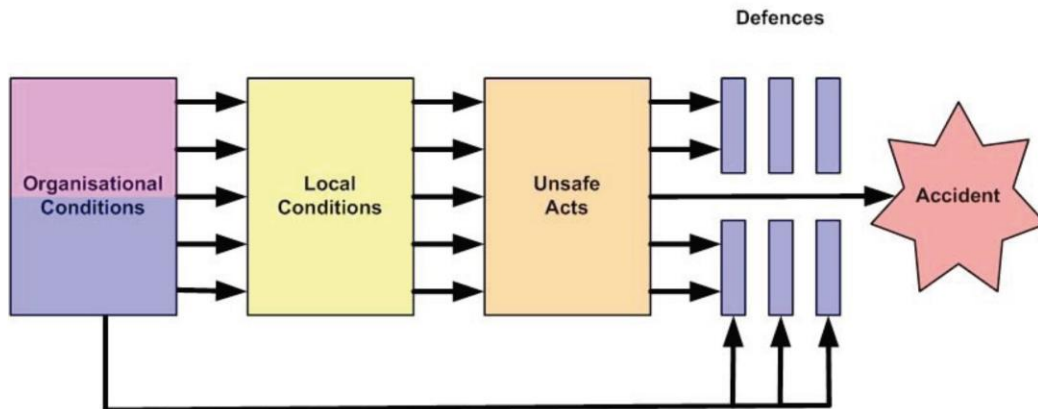 Defences
Organisational
Conditions
Local
Conditions
Unsafe
Acts
Accident